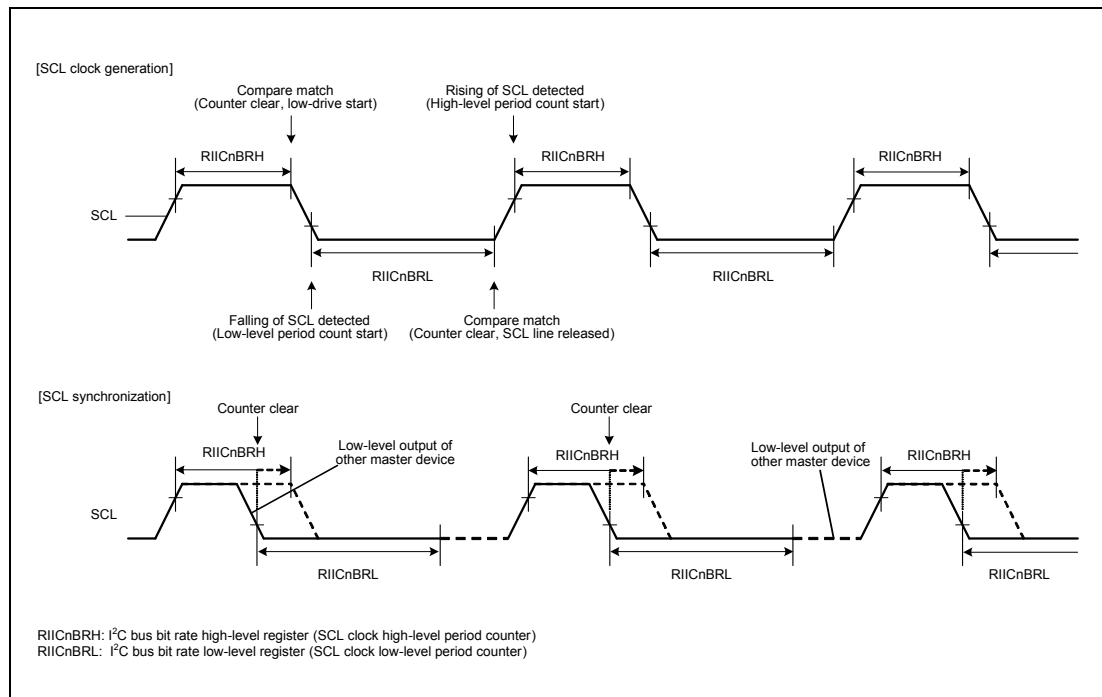 [SCL clock generation]
Compare match
(Counter clear, low-drive start)
Rising of SCL detected
(High-level period count start)
RIICnBRH
RIICnBRH
RIICnBRH
SCL
RIICnBRL
RIICnBRL
Falling of SCL detected
(Low-level period count start)
Compare match
(Counter clear, SCL line released)
[SCL synchronization]
Counter clear
Counter clear
RIICnBRH
Low-level output of
other master device
RIICnBRH
Low-level output of
other master device
RIICnBRH
SCL
RIICnBRL
RIICnBRL
RIICnBRL
RIICnBRH: I²C bus bit rate high-level register (SCL clock high-level period counter)
RIICnBRL: I²C bus bit rate low-level register (SCL clock low-level period counter)